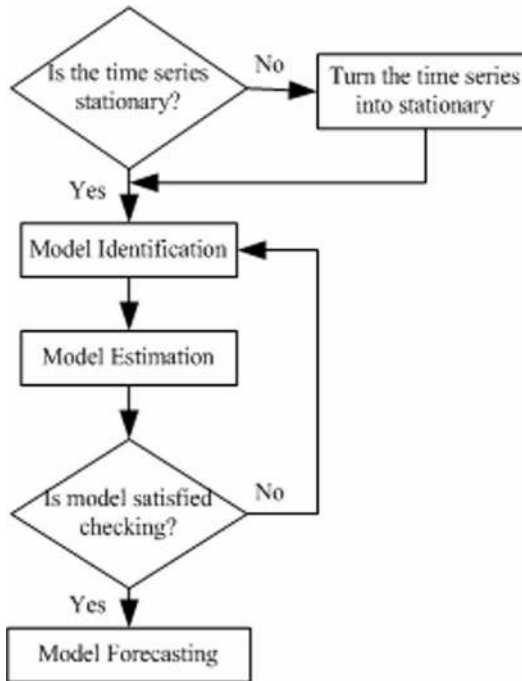 Is the time series
stationary?
No
Turn the time series
into stationary
Yes
Model Identification
Model Estimation
Is model satisfied
checking?
No
Yes
Model Forecasting